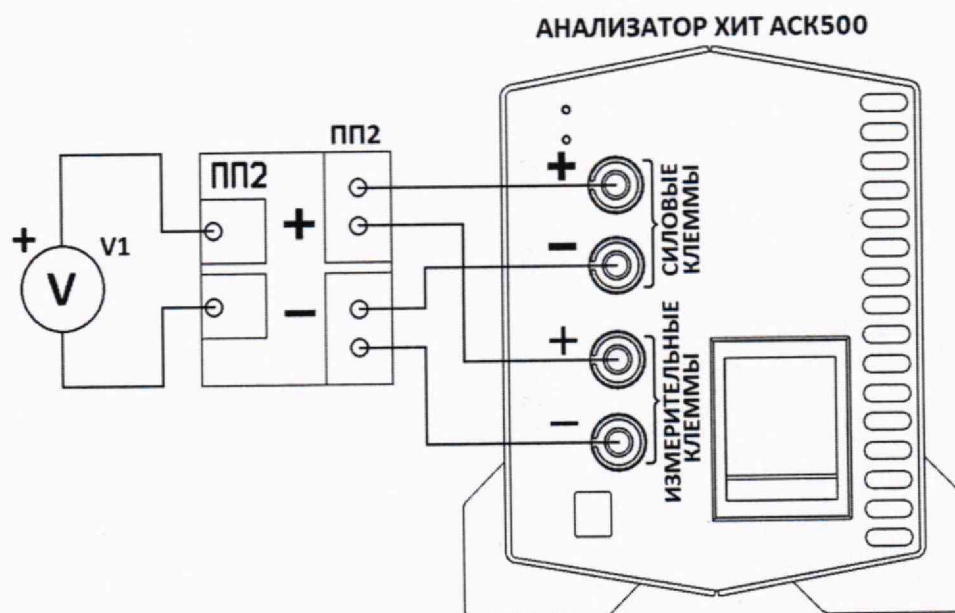 АНАЛИЗАТОР ХИТ АСК500
ПП2
ПП2
+
+
V1
V
+
−
−
СИЛОВЫЕ
КЛЕММЫ
+
−
ИЗМЕРИТЕЛЬНЫЕ
КЛЕММЫ